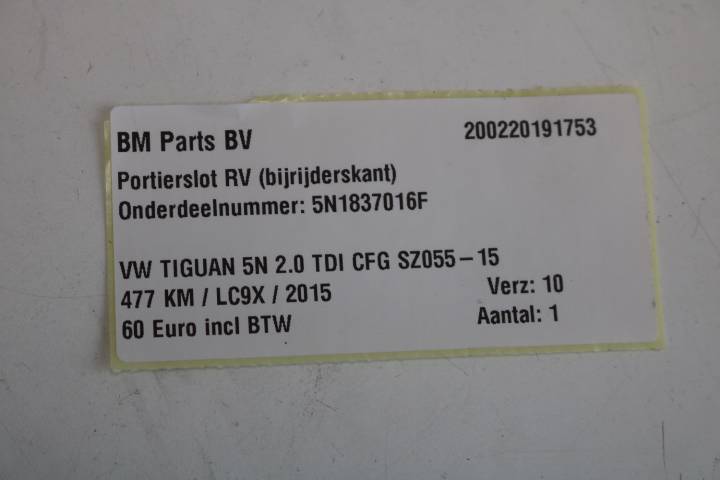 BM Parts BV 200220191753
Portierslot RV (bijrijderskant)
Onderdeelnummer: 5N1837016F
VW TIGUAN 5N 2.0 TDI CFG SZ055-15
477 KM / LC9X / 2015 Verz: 10
60 Euro incl BTW Aantal: 1